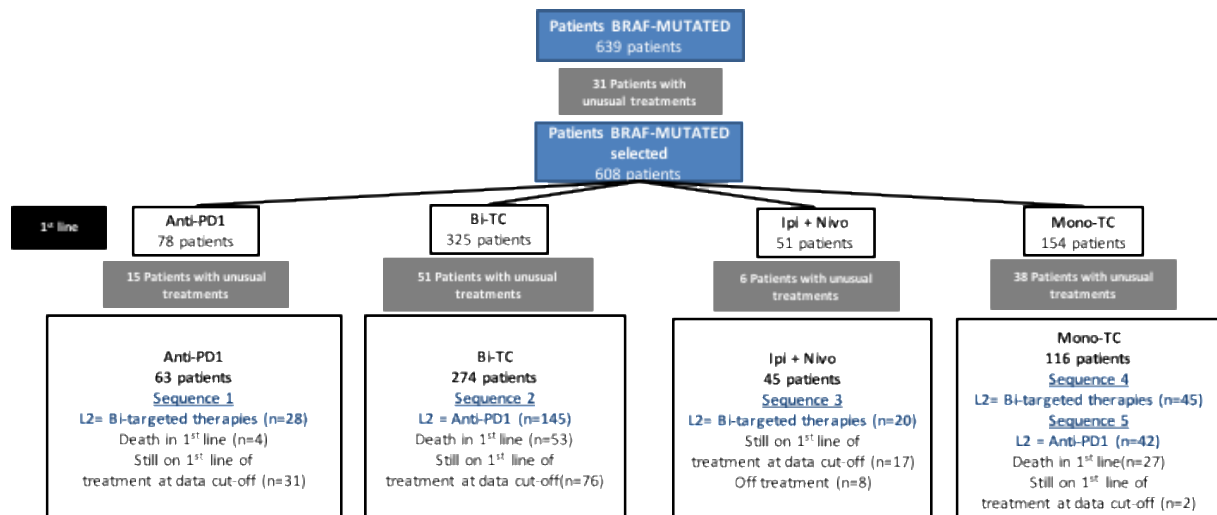 Patients BRAF-MUTATED
639 patients
31 Patients with
unusual treatments
Patients BRAF-MUTATED
selected
608 patients
1st line
Anti-PD1
78 patients
Bi-TC
325 patients
Ipi + Nivo
51 patients
Mono-TC
154 patients
15 Patients with unusual
treatments
51 Patients with unusual
treatments
6 Patients with unusual
treatments
38 Patients with unusual
treatments
Anti-PD1
63 patients
Sequence 1
L2= Bi-targeted therapies (n=28)
Death in 1st line (n=4)
Still on 1st line of
treatment at data cut-off (n=31)
Bi-TC
274 patients
Sequence 2
L2 = Anti-PD1 (n=145)
Death in 1st line (n=53)
Still on 1st line of
treatment at data cut-off(n=76)
Ipi + Nivo
45 patients
Sequence 3
L2= Bi-targeted therapies (n=20)
Still on 1st line of
treatment at data cut-off (n=17)
Off treatment (n=8)
Mono-TC
116 patients
Sequence 4
L2= Bi-targeted therapies (n=45)
Sequence 5
L2 = Anti-PD1 (n=42)
Death in 1st line(n=27)
Still on 1st line of
treatment at data cut-off (n=2)